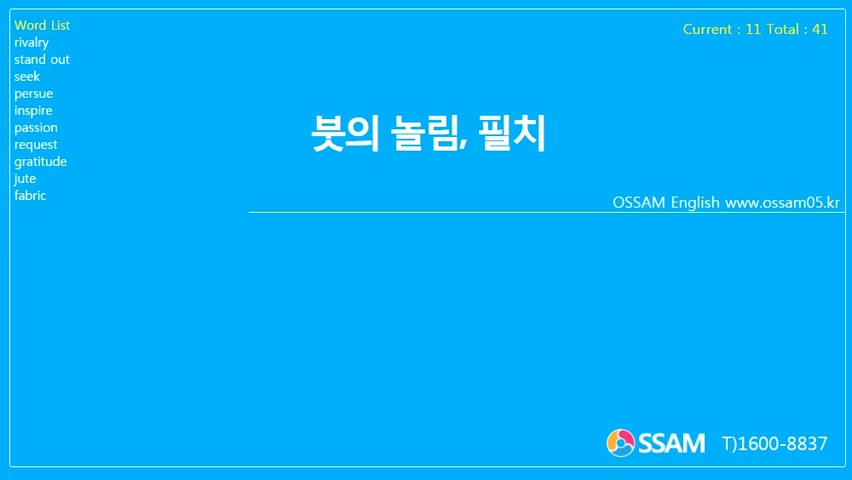 Word List
rivalry
stand out
seek
persue
inspire
passion
request
gratitude
jute
fabric
Current : 11 Total : 41
붓의 놀림, 필치
OSSAM English www.ossam05.kr
OSSAM T)1600-8837